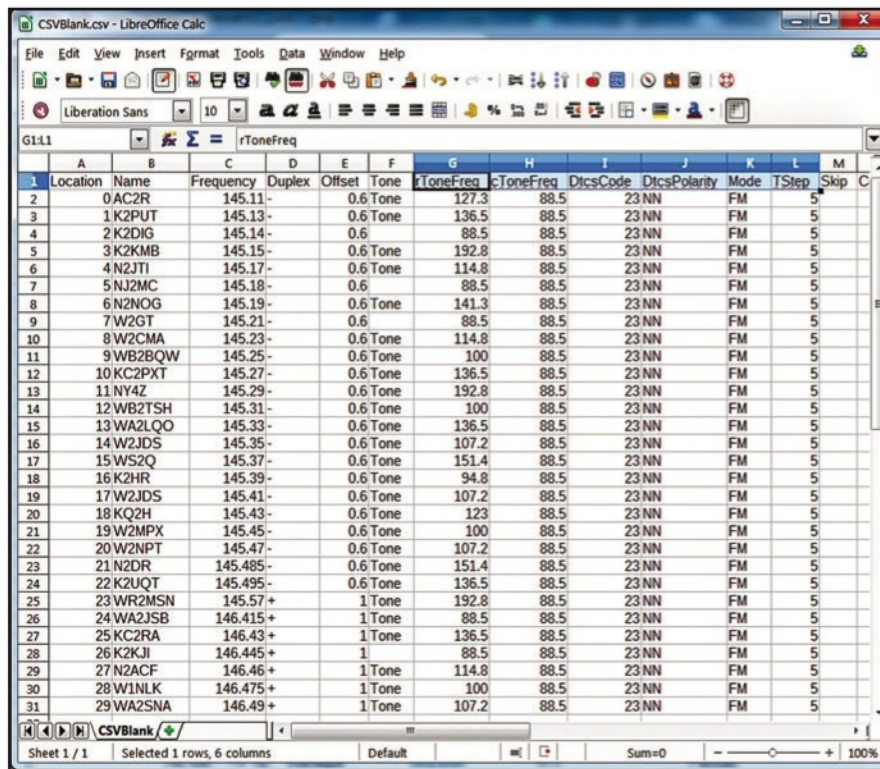 CSVBlank.csv - LibreOffice Calc
File Edit View Insert Format Tools Data Window Help
Liberation Sans 10
G1:L1 rToneFreq
A B C D E F G H I J K L M
1 Location Name Frequency Duplex Offset Tone rToneFreq cToneFreq DtcsCode DtcsPolarity Mode TStep Skip C
2 0 AC2R 145.11 - 0.6 Tone 127.3 88.5 23 NN FM 5
3 1 K2PUT 145.13 - 0.6 Tone 136.5 88.5 23 NN FM 5
4 2 K2DIG 145.14 - 0.6 88.5 88.5 23 NN FM 5
5 3 K2KMB 145.15 - 0.6 Tone 192.8 88.5 23 NN FM 5
6 4 N2JTI 145.17 - 0.6 Tone 114.8 88.5 23 NN FM 5
7 5 NJ2MC 145.18 - 0.6 88.5 88.5 23 NN FM 5
8 6 N2NOG 145.19 - 0.6 Tone 141.3 88.5 23 NN FM 5
9 7 W2GT 145.21 - 0.6 88.5 88.5 23 NN FM 5
10 8 W2CMA 145.23 - 0.6 Tone 114.8 88.5 23 NN FM 5
11 9 WB2BQW 145.25 - 0.6 Tone 100 88.5 23 NN FM 5
12 10 KC2PXT 145.27 - 0.6 Tone 136.5 88.5 23 NN FM 5
13 11 NY4Z 145.29 - 0.6 Tone 192.8 88.5 23 NN FM 5
14 12 WB2TSH 145.31 - 0.6 Tone 100 88.5 23 NN FM 5
15 13 WA2LQO 145.33 - 0.6 Tone 136.5 88.5 23 NN FM 5
16 14 W2JDS 145.35 - 0.6 Tone 107.2 88.5 23 NN FM 5
17 15 WS2Q 145.37 - 0.6 Tone 151.4 88.5 23 NN FM 5
18 16 K2HR 145.39 - 0.6 Tone 94.8 88.5 23 NN FM 5
19 17 W2JDS 145.41 - 0.6 Tone 107.2 88.5 23 NN FM 5
20 18 KQ2H 145.43 - 0.6 Tone 123 88.5 23 NN FM 5
21 19 W2MPX 145.45 - 0.6 Tone 100 88.5 23 NN FM 5
22 20 W2NPT 145.47 - 0.6 Tone 107.2 88.5 23 NN FM 5
23 21 N2DR 145.485 - 0.6 Tone 151.4 88.5 23 NN FM 5
24 22 K2UQT 145.495 - 0.6 Tone 136.5 88.5 23 NN FM 5
25 23 WR2MSN 145.57 + 1 Tone 192.8 88.5 23 NN FM 5
26 24 WA2JSB 146.415 + 1 Tone 88.5 88.5 23 NN FM 5
27 25 KC2RA 146.43 + 1 Tone 136.5 88.5 23 NN FM 5
28 26 K2KJI 146.445 + 1 88.5 88.5 23 NN FM 5
29 27 N2ACF 146.46 + 1 Tone 114.8 88.5 23 NN FM 5
30 28 W1NLK 146.475 + 1 Tone 100 88.5 23 NN FM 5
31 29 WA2SNA 146.49 + 1 Tone 107.2 88.5 23 NN FM 5
CSVBlank
Sheet 1 / 1 Selected 1 rows, 6 columns Default Sum=0 100%